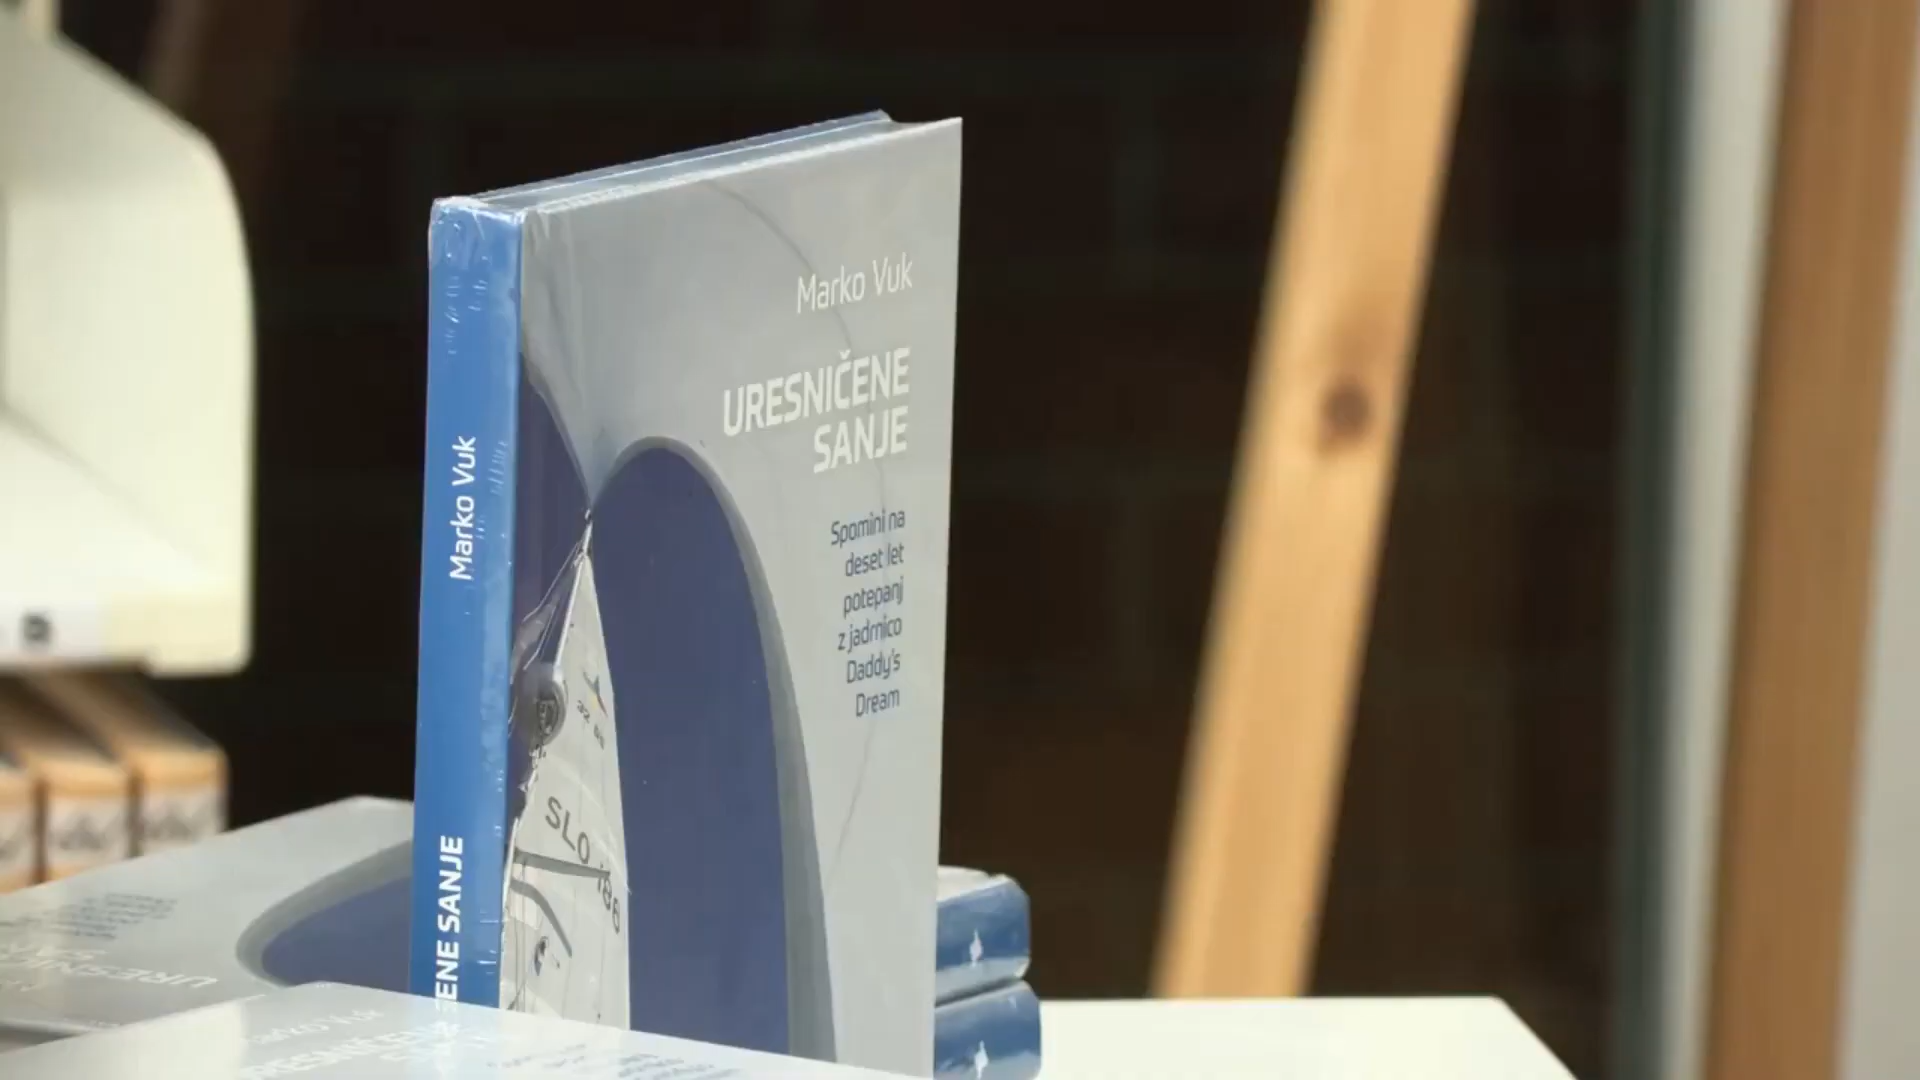 Marko Vuk
URESNIČENE
SANJE
Spomini na
deset let
potepanj
z jadrnico
Daddy's
Dream
SLO
Marko Vuk
ENE SANJE